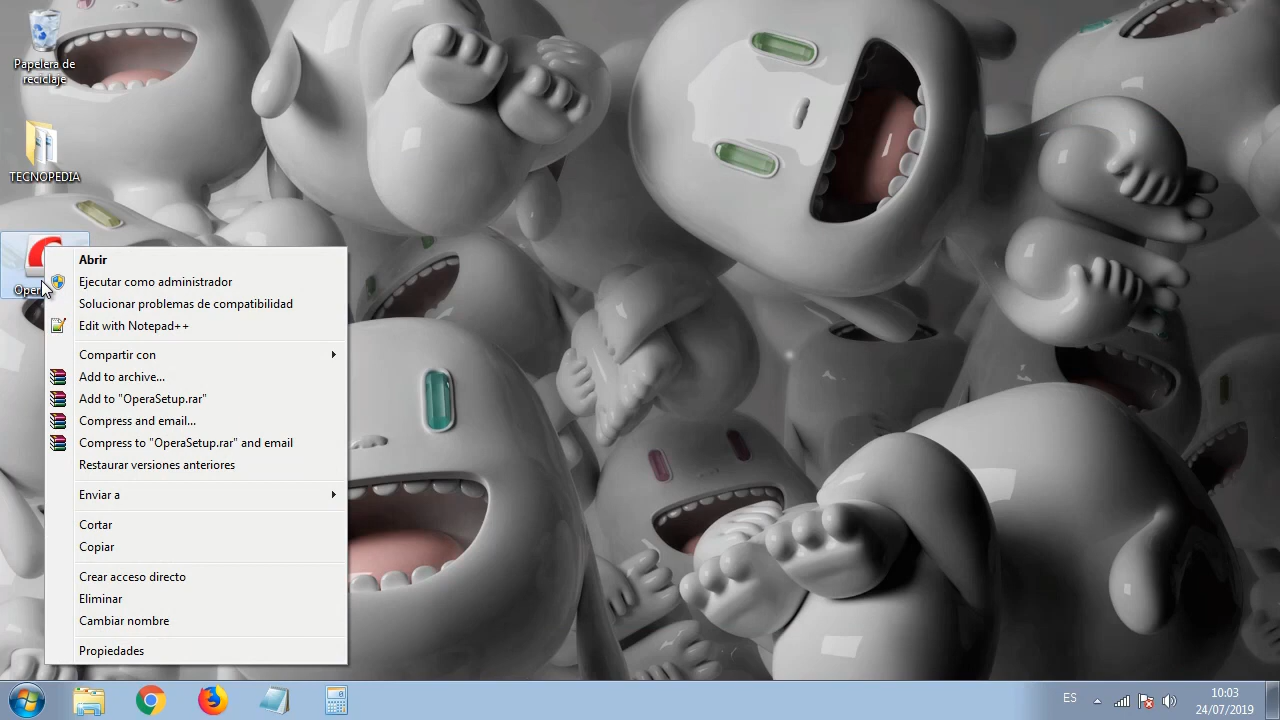 Papelera de
reciclaje
TECNOPEDIA
Oper
Abrir
Ejecutar como administrador
Solucionar problemas de compatibilidad
Edit with Notepad++
Compartir con
Add to archive...
Add to "OperaSetup.rar"
Compress and email...
Compress to "OperaSetup.rar" and email
Restaurar versiones anteriores
Enviar a
Cortar
Copiar
Crear acceso directo
Eliminar
Cambiar nombre
Propiedades
ES
10:03
24/07/2019